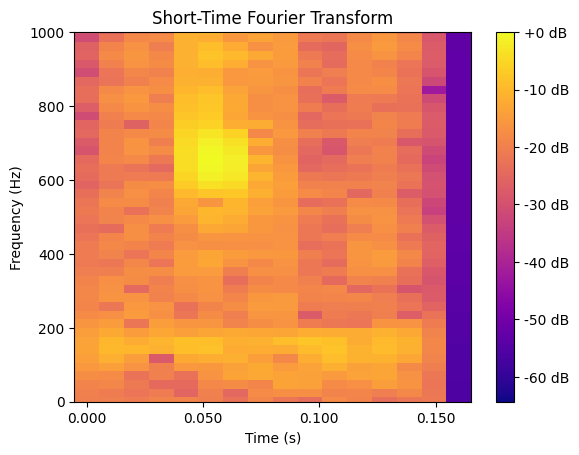 Short-Time Fourier Transform
1000
800
600
400
200
0
Frequency (Hz)
0.000
0.050
0.100
0.150
Time (s)
+0 dB
-10 dB
-20 dB
-30 dB
-40 dB
-50 dB
-60 dB